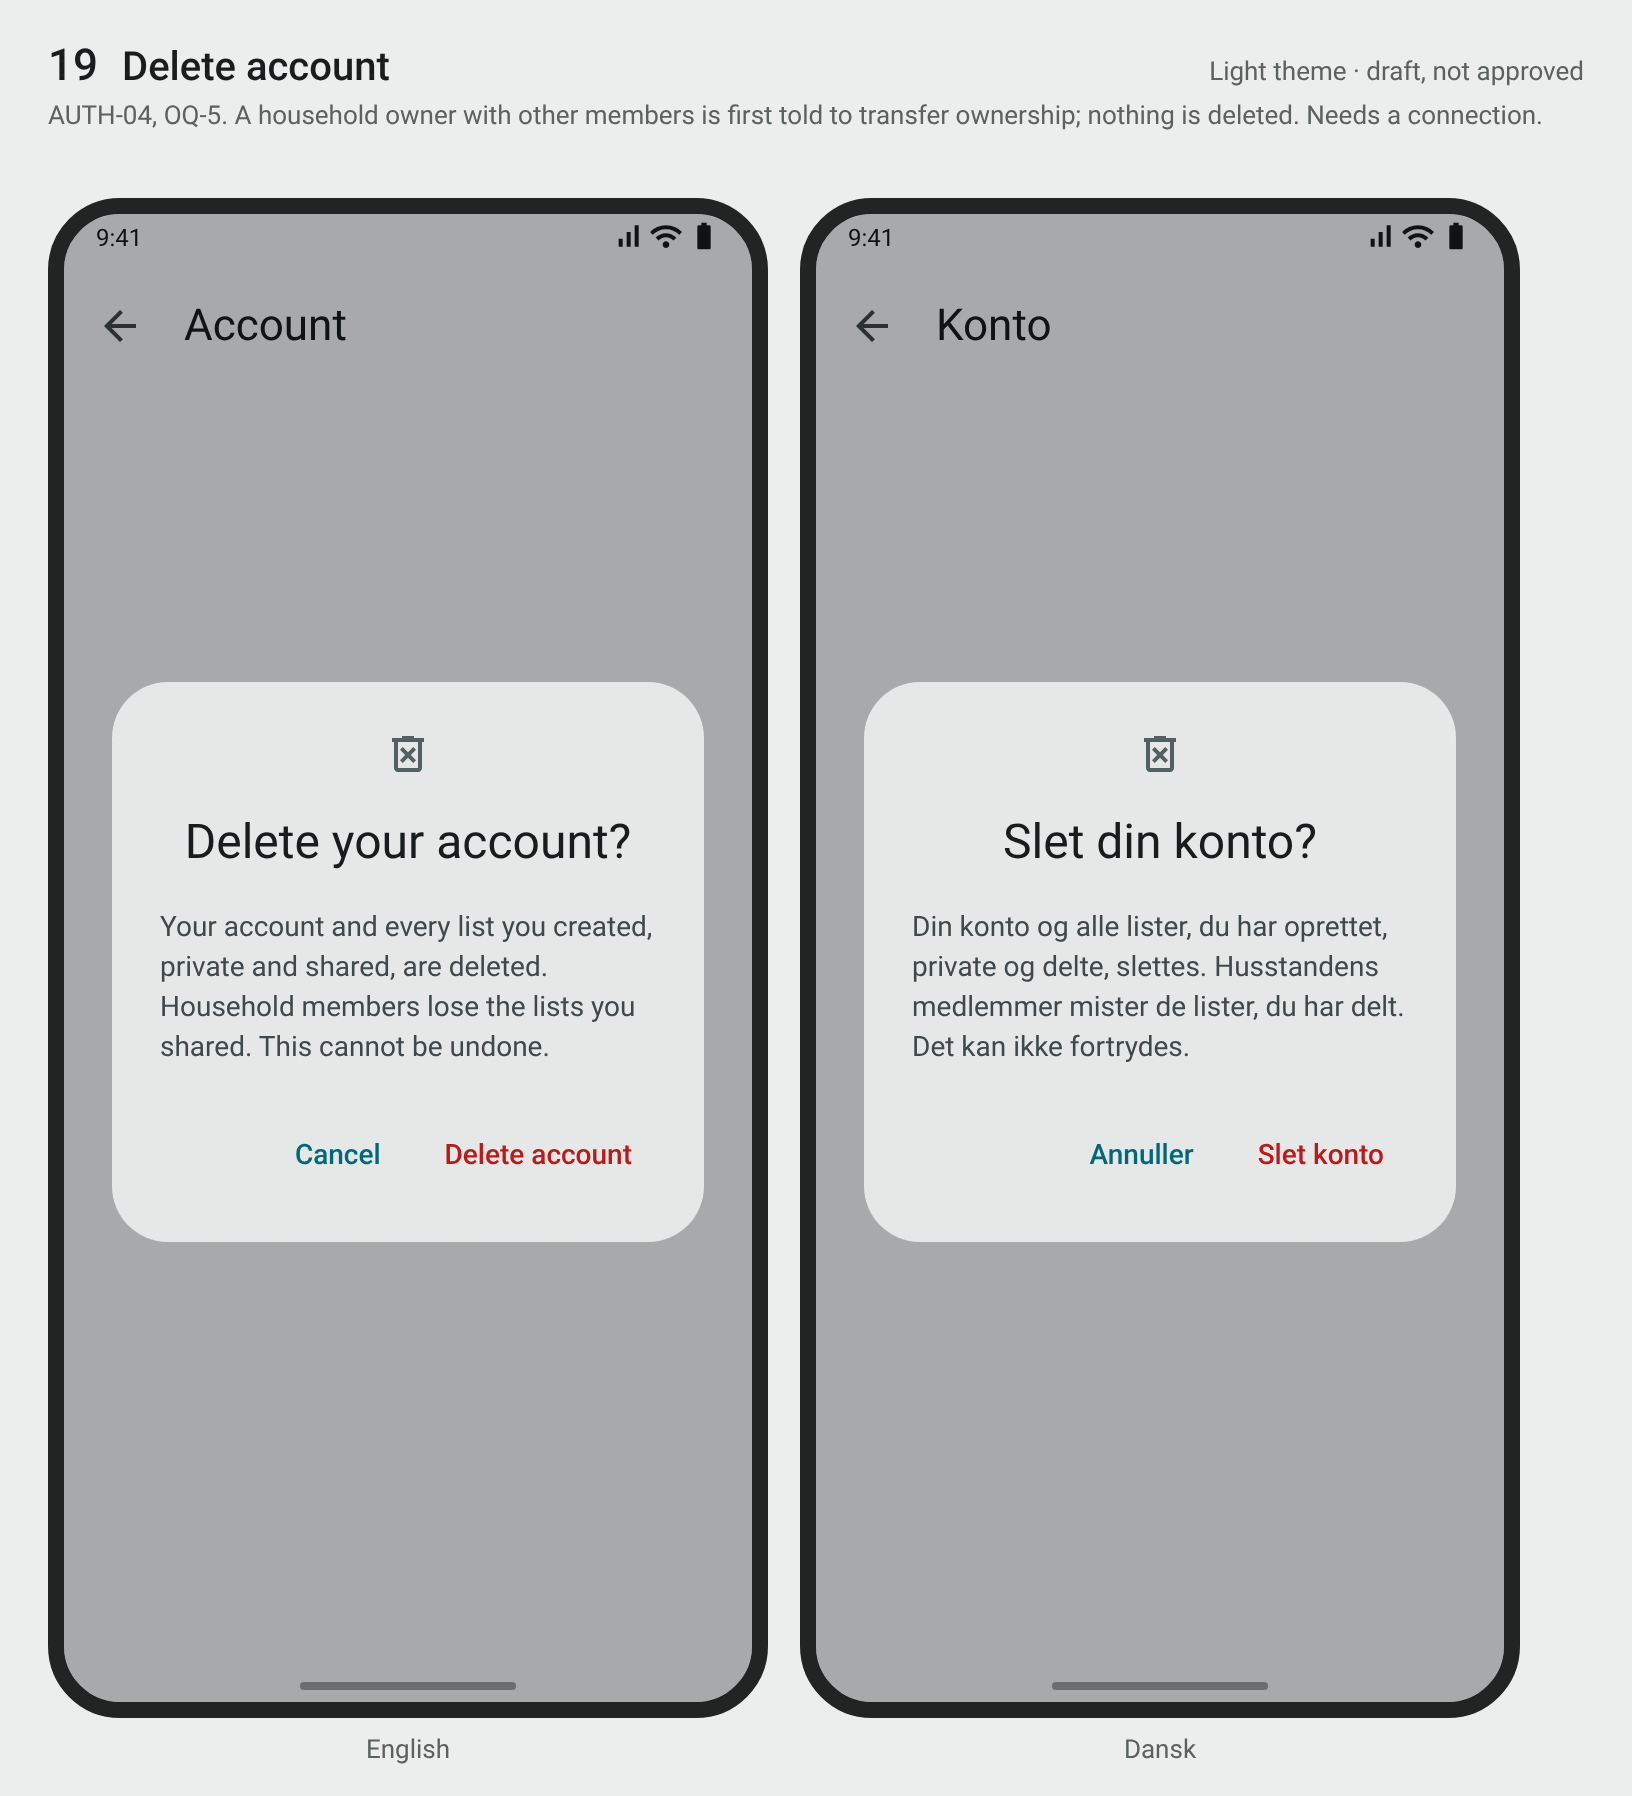 19 Delete account
Light theme · draft, not approved
AUTH-04, OQ-5. A household owner with other members is first told to transfer ownership; nothing is deleted. Needs a connection.
9:41
Account
Delete your account?
Your account and every list you created,
private and shared, are deleted.
Household members lose the lists you
shared. This cannot be undone.
Cancel Delete account
English
9:41
Konto
Slet din konto?
Din konto og alle lister, du har oprettet,
private og delte, slettes. Husstandens
medlemmer mister de lister, du har delt.
Det kan ikke fortrydes.
Annuller Slet konto
Dansk